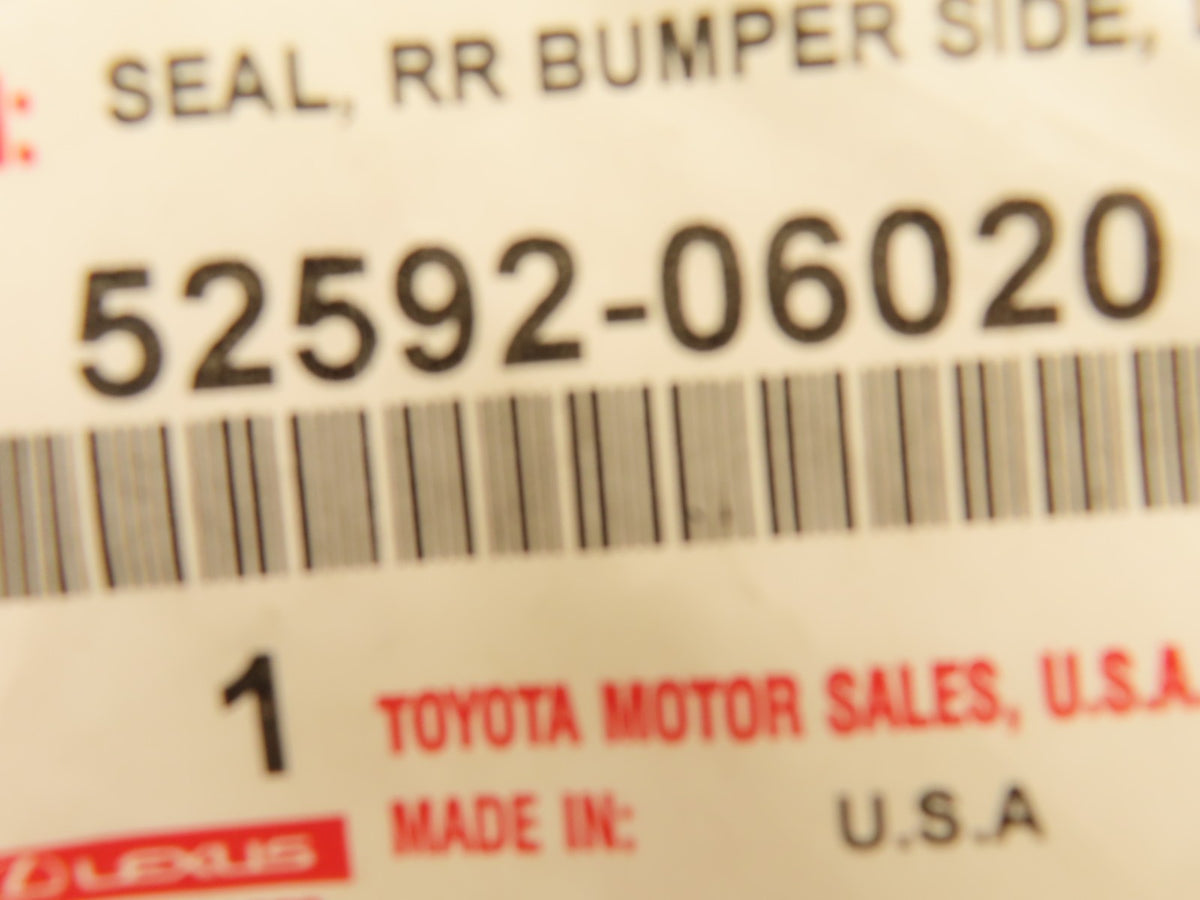 SEAL, RR BUMPER SIDE,
52592-06020
1
TOYOTA MOTOR SALES, U.S.A.
MADE IN: U.S.A
LEXUS